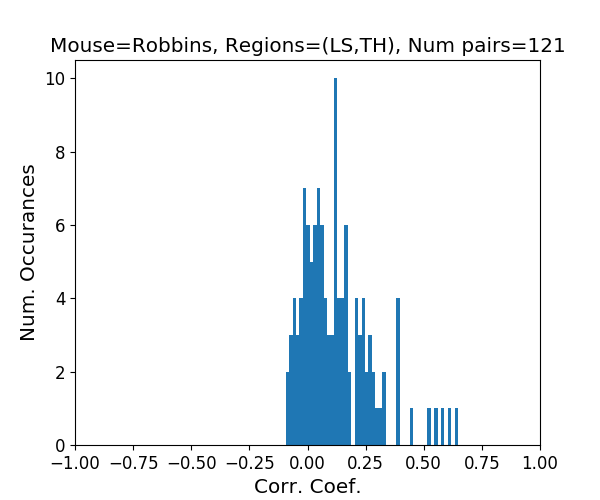 Mouse=Robbins, Regions=(LS,TH), Num pairs=121
10
8
6
4
2
0
Num. Occurances
−1.00 −0.75 −0.50 −0.25 0.00 0.25 0.50 0.75 1.00
Corr. Coef.